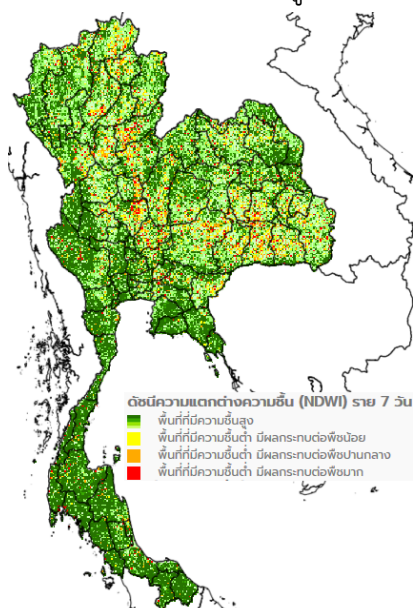 ดัชนีความแตกต่างความชื้น (NDWI) ราย 7 วัน
พื้นที่ที่มีความชื้นสูง
พื้นที่ที่มีความชื้นต่ำ มีผลกระทบต่อพืชน้อย
พื้นที่ที่มีความชื้นต่ำ มีผลกระทบต่อพืชปานกลาง
พื้นที่ที่มีความชื้นต่ำ มีผลกระทบต่อพืชมาก